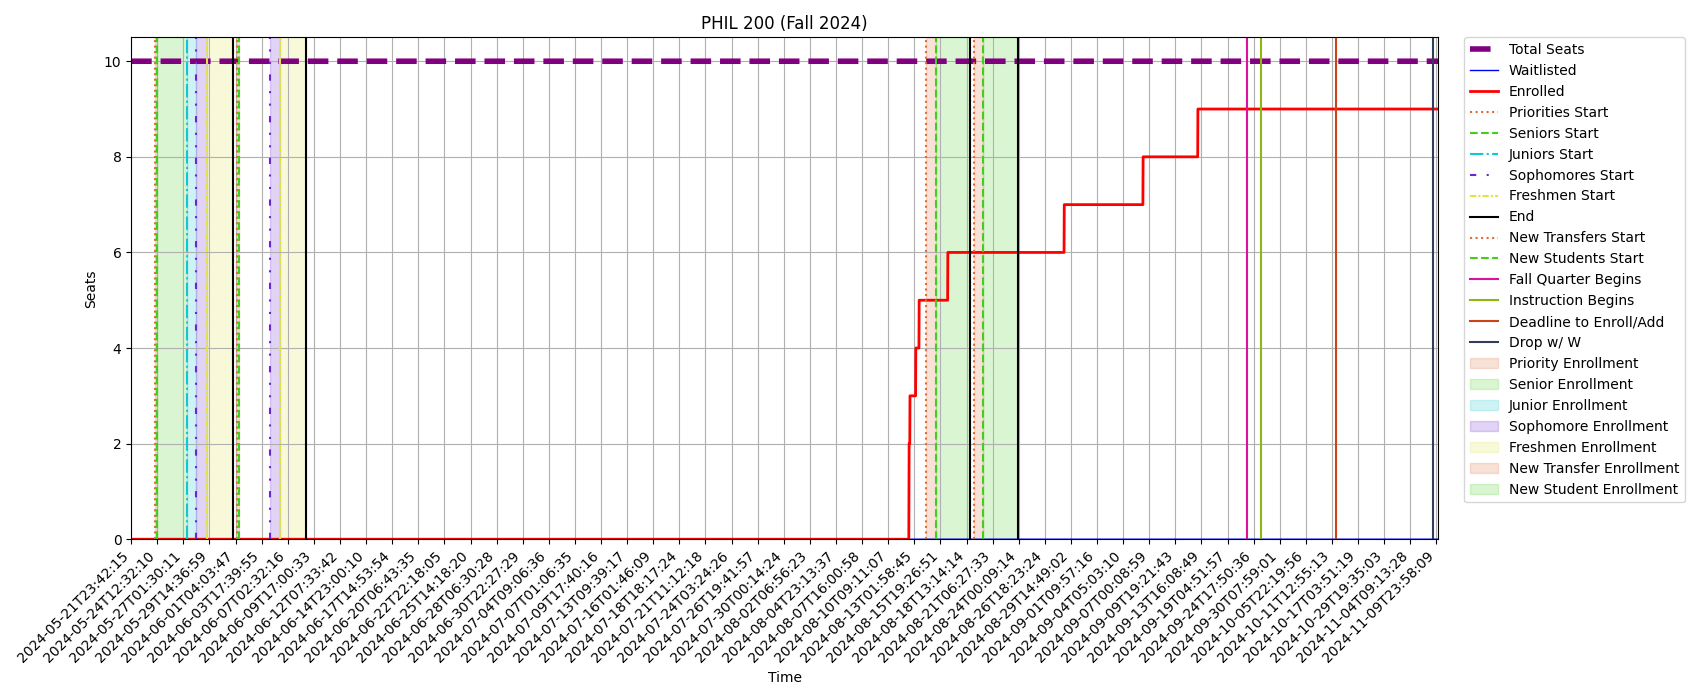 PHIL 200 (Fall 2024)
Seats
10
8
6
4
2
0
2024-05-21T23:42:15
2024-05-24T12:32:10
2024-05-27T01:30:11
2024-05-29T14:36:59
2024-06-01T04:03:47
2024-06-03T17:39:55
2024-06-07T02:32:16
2024-06-09T17:00:33
2024-06-12T07:33:42
2024-06-14T23:00:10
2024-06-17T14:53:54
2024-06-20T06:43:35
2024-06-22T22:18:05
2024-06-25T14:18:20
2024-06-28T06:30:28
2024-06-30T22:27:29
2024-07-04T09:06:36
2024-07-07T01:06:35
2024-07-09T17:40:16
2024-07-13T09:39:17
2024-07-16T01:46:09
2024-07-18T18:17:24
2024-07-21T11:12:18
2024-07-24T03:24:26
2024-07-26T19:41:57
2024-07-30T00:14:24
2024-08-02T06:56:23
2024-08-04T23:13:37
2024-08-07T16:00:58
2024-08-10T09:11:07
2024-08-13T01:58:45
2024-08-15T19:26:51
2024-08-18T13:14:14
2024-08-21T06:27:33
2024-08-24T00:09:14
2024-08-26T18:23:24
2024-08-29T14:49:02
2024-09-01T09:57:16
2024-09-04T05:03:10
2024-09-07T00:08:59
2024-09-09T19:21:43
2024-09-13T16:08:49
2024-09-19T04:51:57
2024-09-24T17:50:36
2024-09-30T07:59:01
2024-10-05T22:19:56
2024-10-11T12:55:13
2024-10-17T03:51:19
2024-10-29T19:35:03
2024-11-04T09:13:28
2024-11-09T23:58:09
Time
Total Seats
Waitlisted
Enrolled
Priorities Start
Seniors Start
Juniors Start
Sophomores Start
Freshmen Start
End
New Transfers Start
New Students Start
Fall Quarter Begins
Instruction Begins
Deadline to Enroll/Add
Drop w/ W
Priority Enrollment
Senior Enrollment
Junior Enrollment
Sophomore Enrollment
Freshmen Enrollment
New Transfer Enrollment
New Student Enrollment